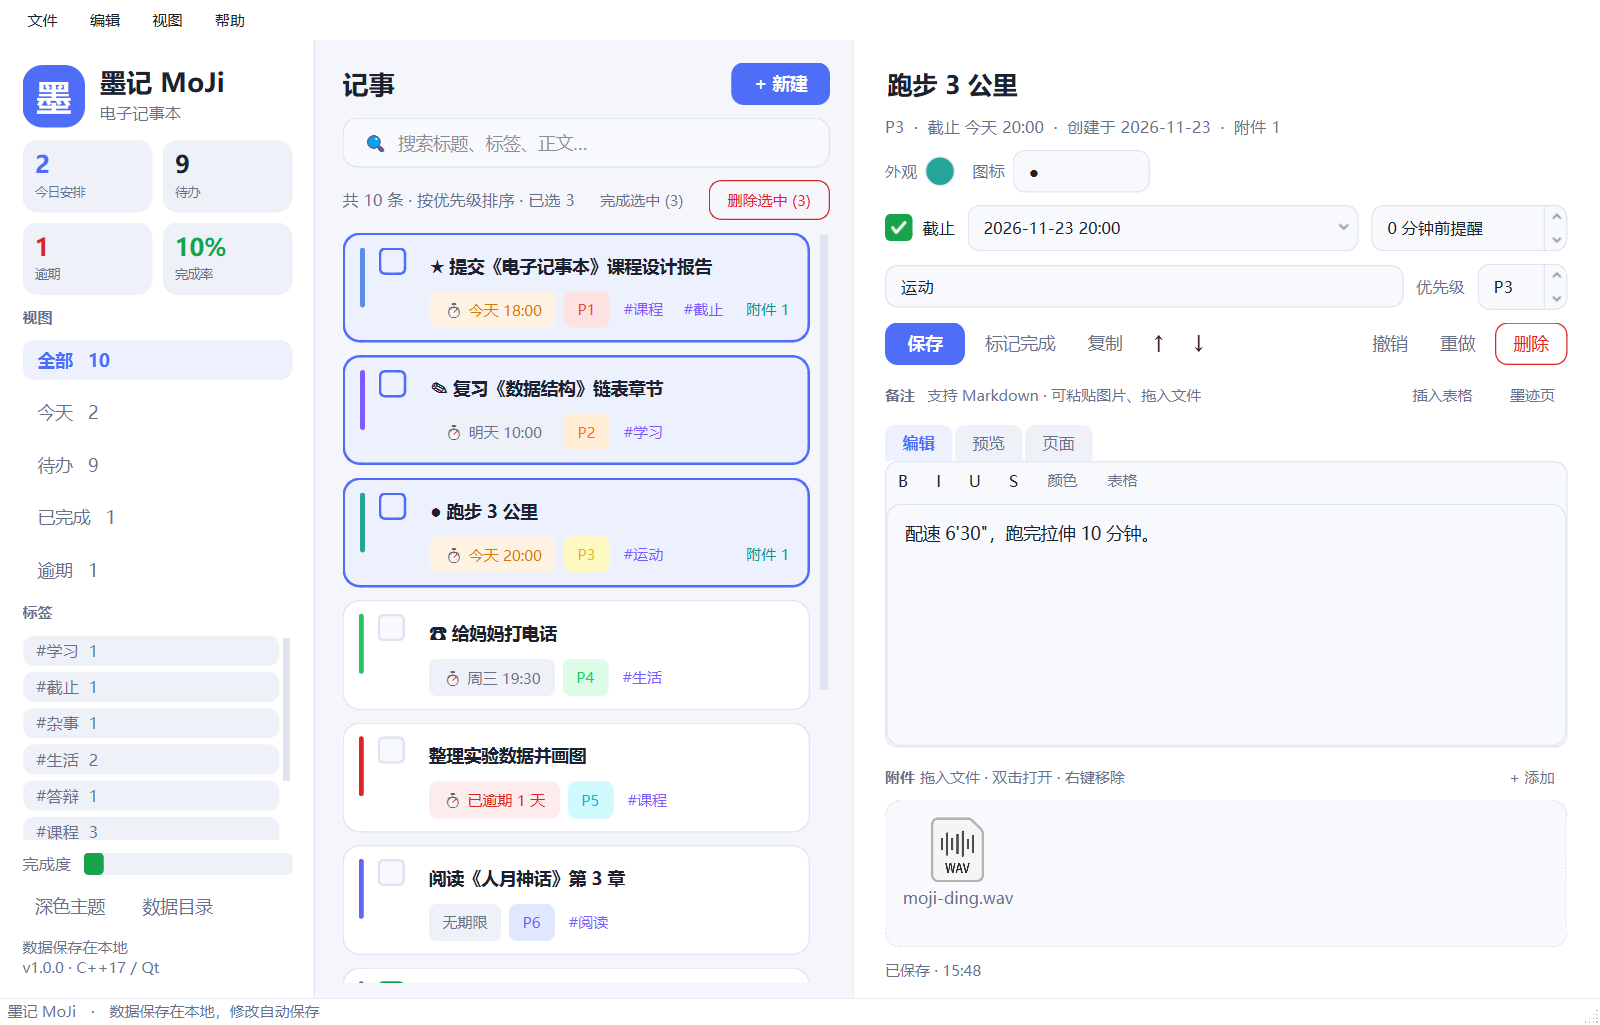 文件 编辑 视图 帮助
墨 墨记 MoJi
电子记事本
2 今日安排
9 待办
1 逾期
10% 完成率
视图
全部 10
今天 2
待办 9
已完成 1
逾期 1
标签
#学习 1
#截止 1
#杂事 1
#生活 2
#答辩 1
#课程 3
完成度
深色主题 数据目录
数据保存在本地
v1.0.0 · C++17 / Qt
记事 + 新建
搜索标题、标签、正文...
共 10 条 · 按优先级排序 · 已选 3 完成选中 (3) 删除选中 (3)
★ 提交《电子记事本》课程设计报告
⏱ 今天 18:00 P1 #课程 #截止 附件 1
✎ 复习《数据结构》链表章节
⏱ 明天 10:00 P2 #学习
● 跑步 3 公里
⏱ 今天 20:00 P3 #运动 附件 1
☎ 给妈妈打电话
⏱ 周三 19:30 P4 #生活
整理实验数据并画图
⏱ 已逾期 1 天 P5 #课程
阅读《人月神话》第 3 章
无期限 P6 #阅读
跑步 3 公里
P3 · 截止 今天 20:00 · 创建于 2026-11-23 · 附件 1
外观 图标 ●
截止 2026-11-23 20:00 0 分钟前提醒
运动 优先级 P3
保存 标记完成 复制 ↑ ↓ 撤销 重做 删除
备注 支持 Markdown · 可粘贴图片、拖入文件 插入表格 墨迹页
编辑 预览 页面
B I U S 颜色 表格
配速 6'30"，跑完拉伸 10 分钟。
附件 拖入文件 · 双击打开 · 右键移除 + 添加
WAV
moji-ding.wav
已保存 · 15:48
墨记 MoJi · 数据保存在本地，修改自动保存